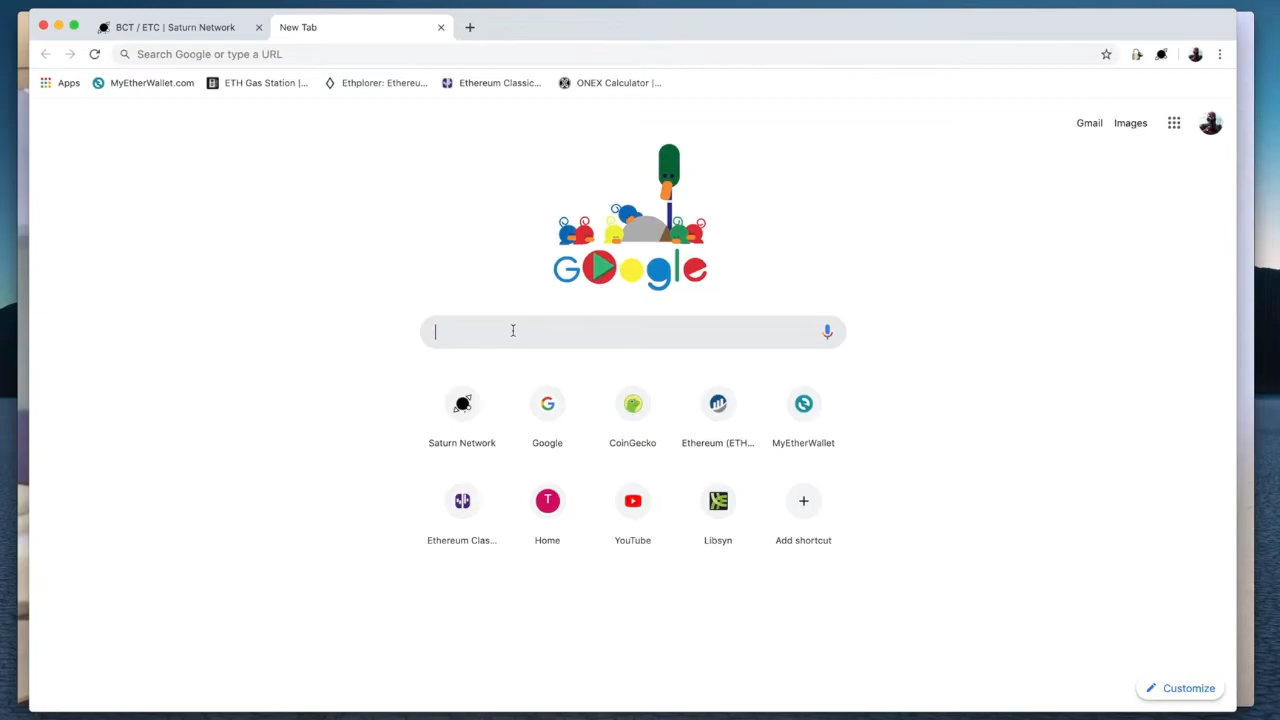 BCT / ETC | Saturn Network
New Tab
Search Google or type a URL
Apps
MyEtherWallet.com
ETH Gas Station |...
Ethplorer: Ethereu...
Ethereum Classic...
ONEX Calculator |...
Gmail
Images
Google
Saturn Network
Google
CoinGecko
Ethereum (ETH...
MyEtherWallet
T
Ethereum Clas...
Home
YouTube
Libsyn
Add shortcut
Customize